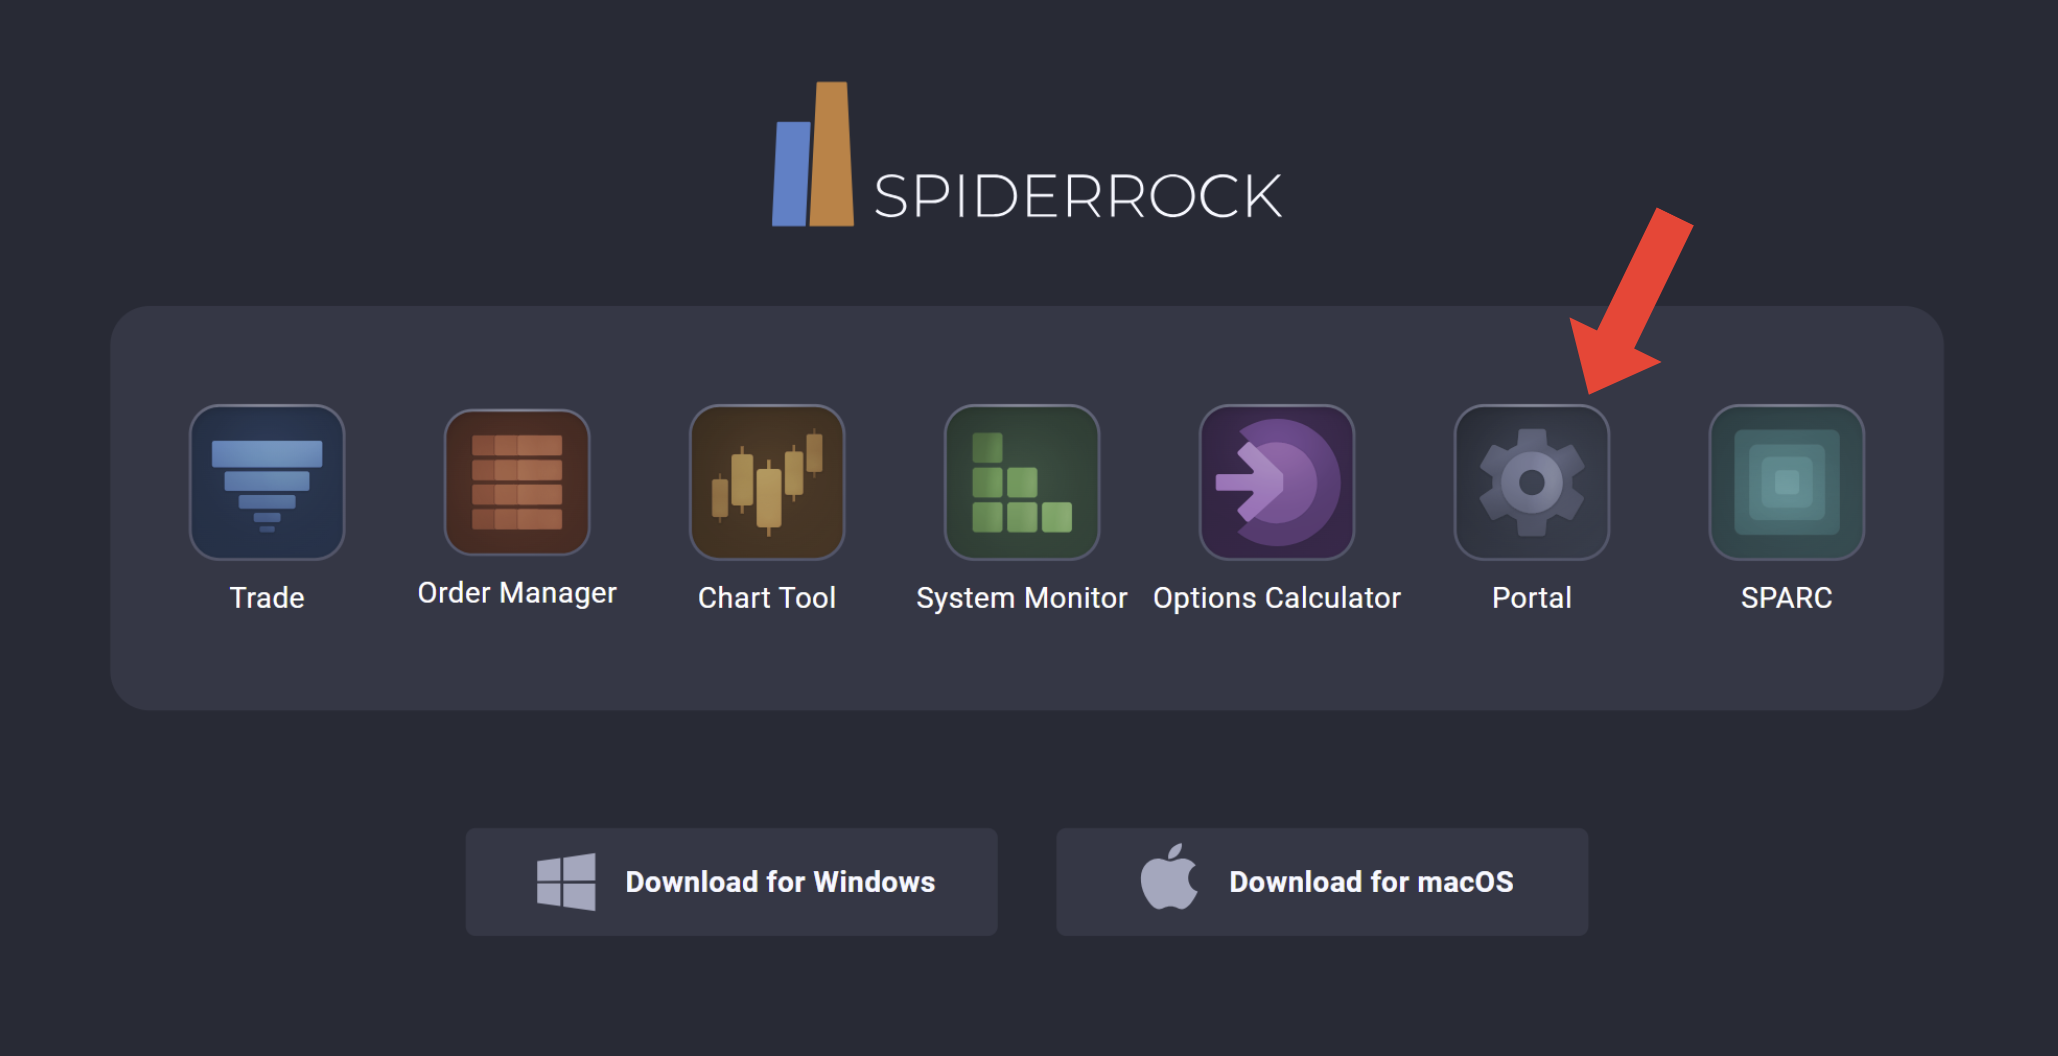 SPIDERROCK
Trade
Order Manager
Chart Tool
System Monitor
Options Calculator
Portal
SPARC
Download for Windows
Download for macOS